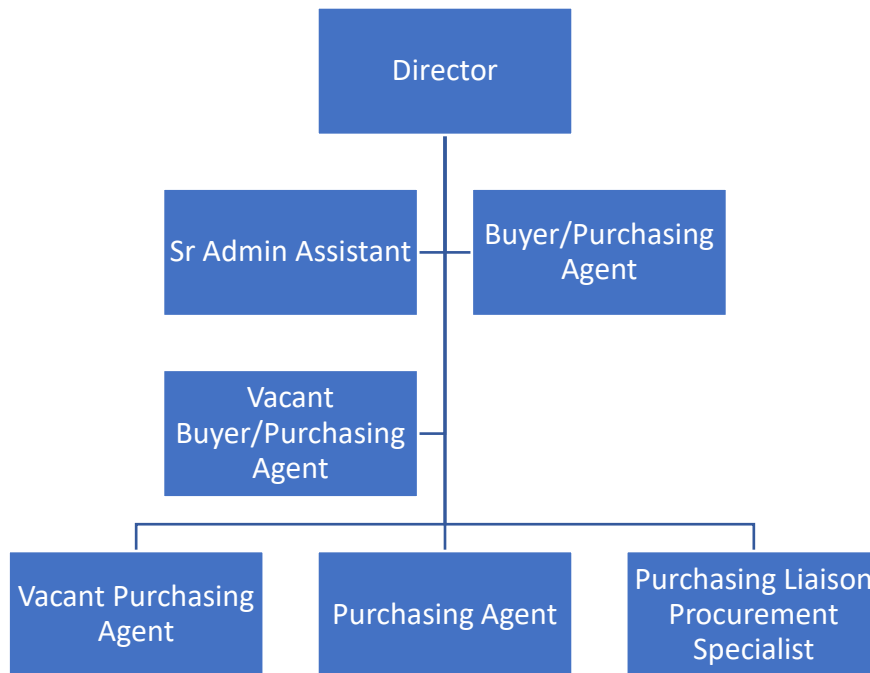 Director
Sr Admin Assistant
Buyer/Purchasing
Agent
Vacant
Buyer/Purchasing
Agent
Vacant Purchasing
Agent
Purchasing Agent
Purchasing Liaison
Procurement
Specialist